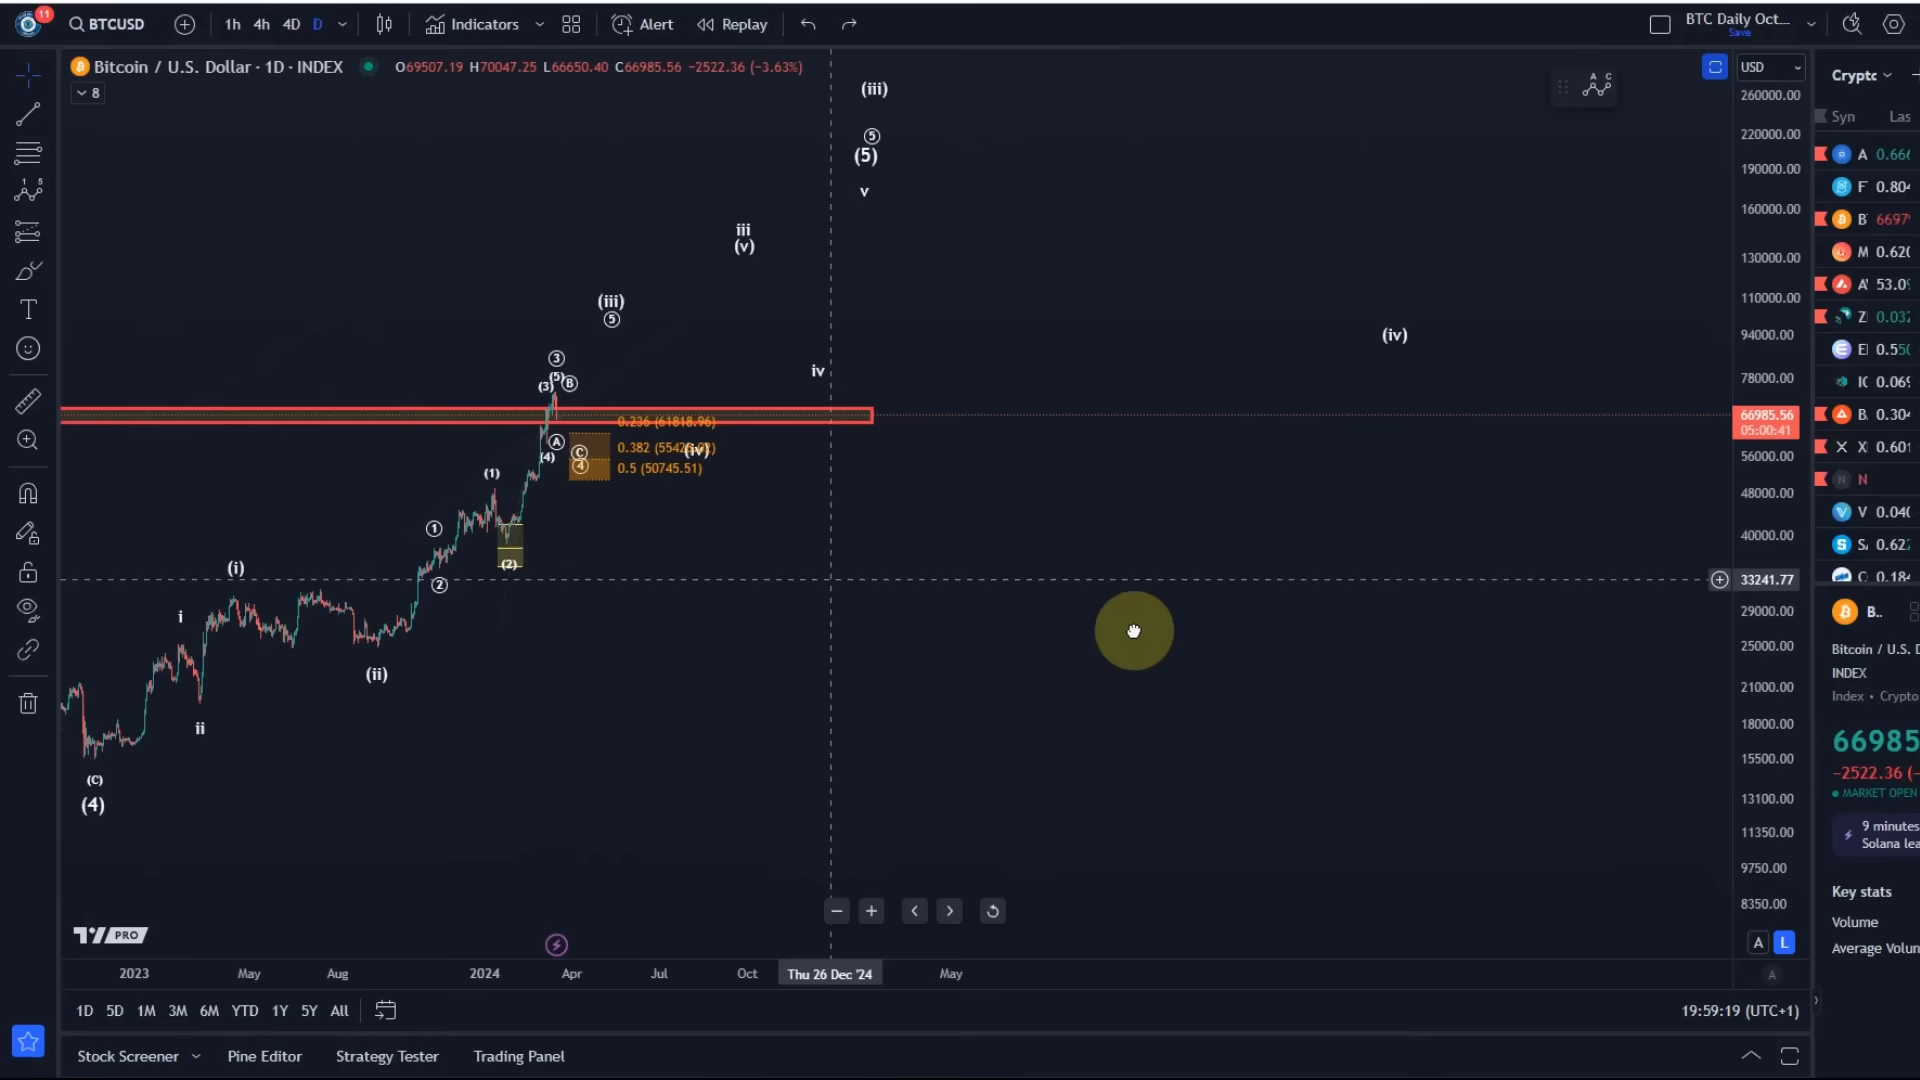 11
BTCUSD
1h 4h 4D D
Indicators
Alert
Replay
BTC Daily Oct...
Save
Bitcoin / U.S. Dollar · 1D · INDEX
O69507.19 H70047.25 L66650.40 C66985.56 −2522.36 (−3.63%)
8
USD
Cryptc
Syn Las
A 0.666
F 0.804
B 6697
M 0.620
A 53.09
Z 0.032
E 0.550
IC 0.069
B. 0.304
X 0.601
N
V 0.040
S. 0.622
C 0.184
260000.00
220000.00
190000.00
160000.00
130000.00
110000.00
94000.00
78000.00
66985.56
05:00:41
56000.00
48000.00
40000.00
33241.77
29000.00
25000.00
21000.00
18000.00
15500.00
13100.00
11350.00
9750.00
8350.00
(iii)
5
(5)
v
iii
(v)
(iii)
5
iv
(iv)
3
(5)
(3)
B
0.236 (61818.96)
A
(4)
C
4
(iv)
0.5 (50745.51)
(1)
1
2
(2)
(i)
i
(ii)
ii
(C)
(4)
A C
1 5
B..
Bitcoin / U.S. D
INDEX
Index • Crypto
66985
−2522.36 (−
MARKET OPEN
9 minutes
Solana lea
Key stats
Volume
Average Volun
PRO
A L
2023 May Aug 2024 Apr Jul Oct Thu 26 Dec '24 May
A
1D 5D 1M 3M 6M YTD 1Y 5Y All
19:59:19 (UTC+1)
Stock Screener
Pine Editor
Strategy Tester
Trading Panel